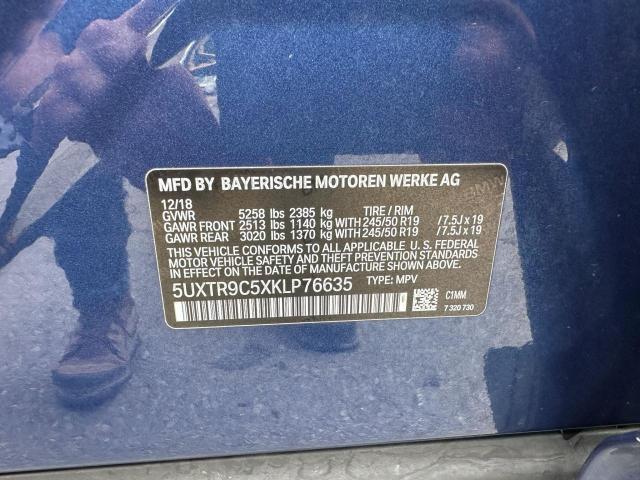 MFD BY BAYERISCHE MOTOREN WERKE AG
12/18
GVWR 5258 lbs 2385 kg TIRE / RIM
GAWR FRONT 2513 lbs 1140 kg WITH 245/50 R19 /7.5J x 19
GAWR REAR 3020 lbs 1370 kg WITH 245/50 R19 /7.5J x 19
THIS VEHICLE CONFORMS TO ALL APPLICABLE U. S. FEDERAL
MOTOR VEHICLE SAFETY AND THEFT PREVENTION STANDARDS
IN EFFECT ON THE DATE OF MANUFACTURE SHOWN ABOVE.
5UXTR9C5XKLP76635 TYPE: MPV
C1MM
7 320 730